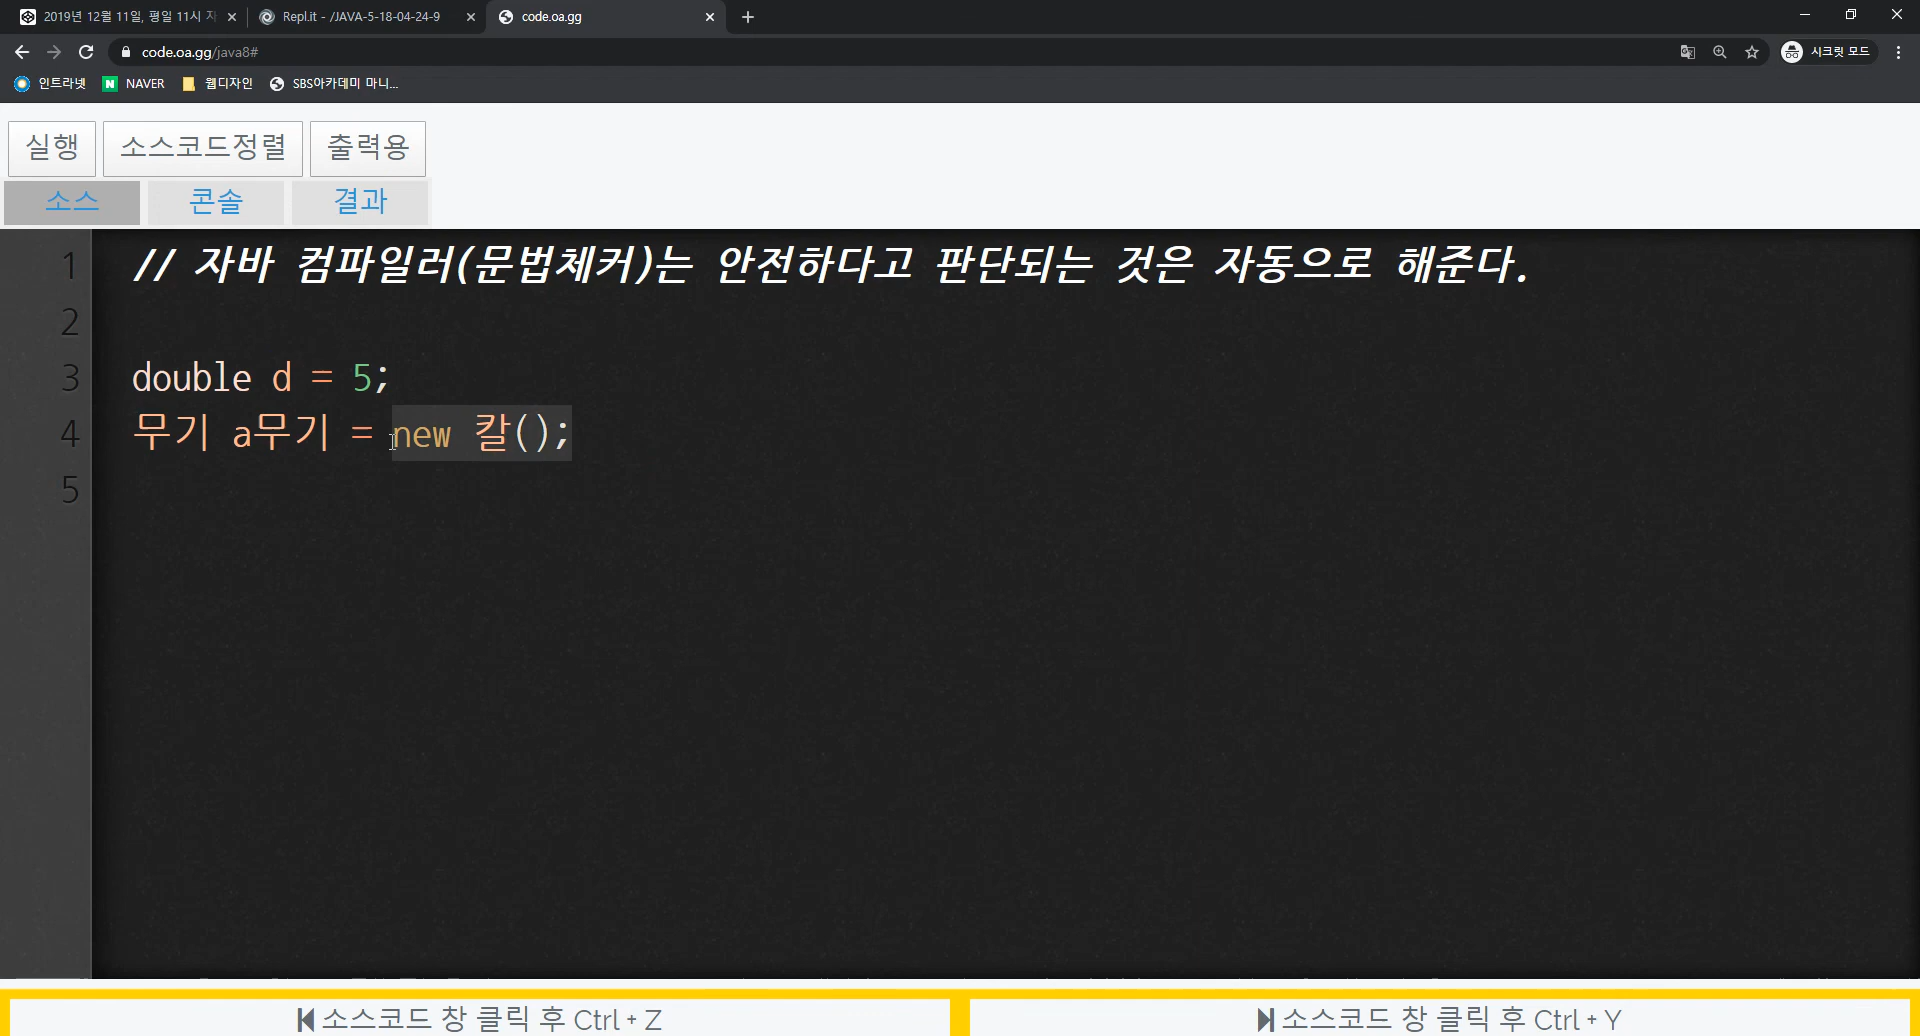 2019년 12월 11일, 평일 11시 자
Repl.it - /JAVA-5-18-04-24-9
code.oa.gg
code.oa.gg/java8#
시크릿 모드
인트라넷
NAVER
웹디자인
SBS아카데미 마니...
실행
소스코드정렬
출력용
소스
콘솔
결과
1 // 자바 컴파일러(문법체커)는 안전하다고 판단되는 것은 자동으로 해준다.
2
3 double d = 5;
4 무기 a무기 = new 칼();
5
소스코드 창 클릭 후 Ctrl + Z
소스코드 창 클릭 후 Ctrl + Y